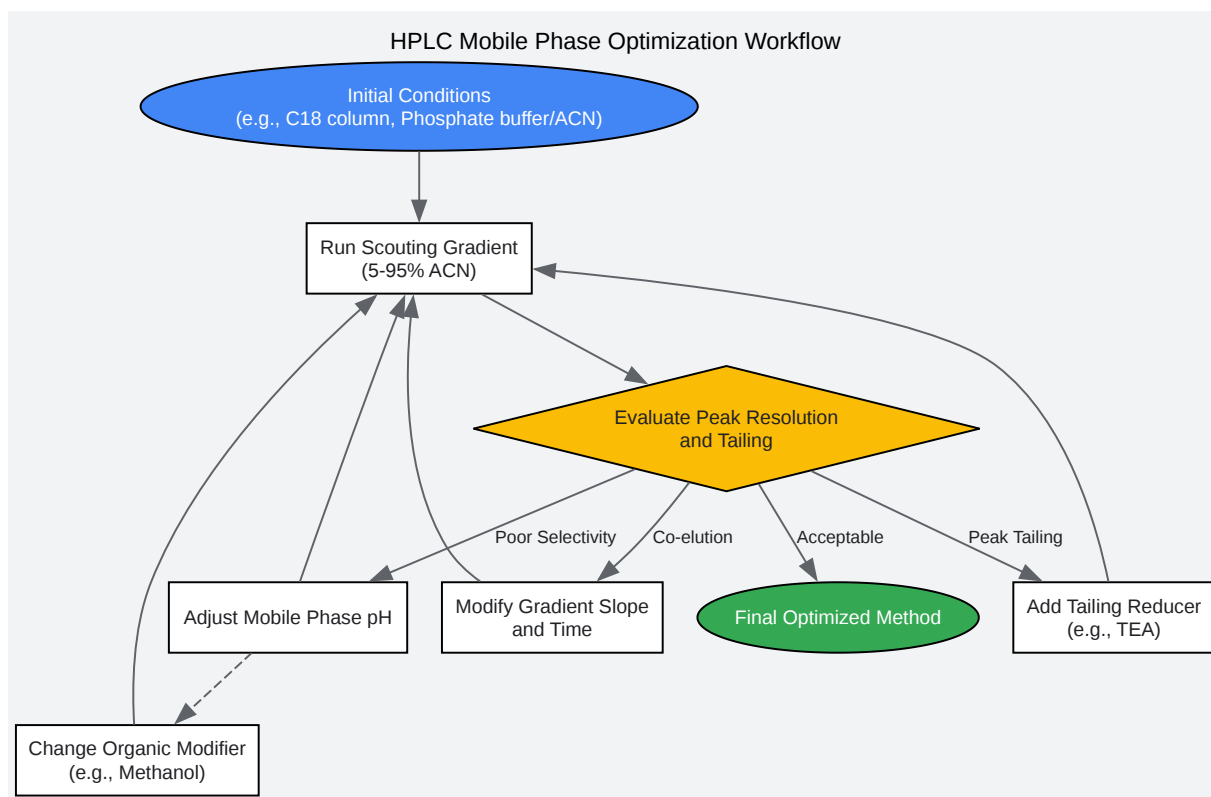 HPLC Mobile Phase Optimization Workflow
Initial Conditions
(e.g., C18 column, Phosphate buffer/ACN)
Run Scouting Gradient
(5-95% ACN)
Evaluate Peak Resolution
and Tailing
Poor Selectivity
Co-elution
Acceptable
Peak Tailing
Adjust Mobile Phase pH
Modify Gradient Slope
and Time
Final Optimized Method
Add Tailing Reducer
(e.g., TEA)
Change Organic Modifier
(e.g., Methanol)